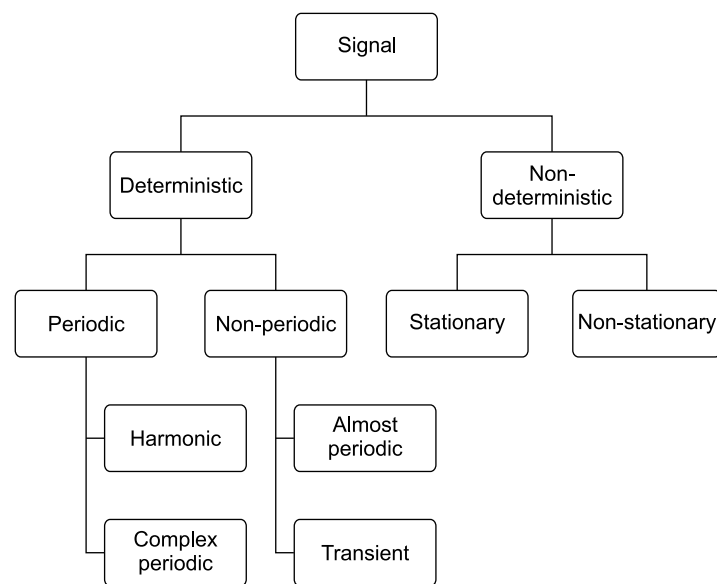 Signal
Deterministic
Non-
deterministic
Periodic
Non-periodic
Stationary
Non-stationary
Harmonic
Almost
periodic
Complex
periodic
Transient